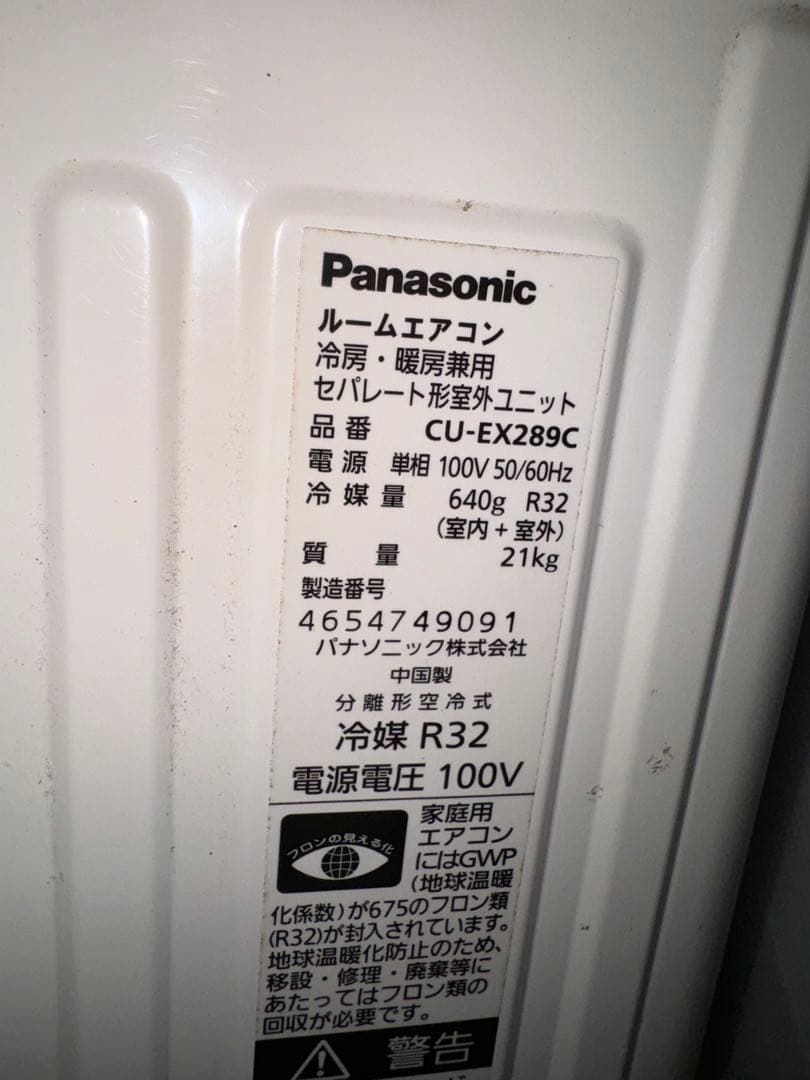 Panasonic
ルームエアコン
冷房・暖房兼用
セパレート形室外ユニット
品番 CU-EX289C
電源 単相 100V 50/60Hz
冷媒量 640g R32
(室内+室外)
質量 21kg
製造番号
4654749091
パナソニック株式会社
中国製
分離形空冷式
冷媒 R32
電源電圧 100V
フロンの見える化
家庭用
エアコン
にはGWP
(地球温暖
化係数)が675のフロン類
(R32)が封入されています。
地球温暖化防止のため、
移設・修理・廃棄等に
あたってはフロン類の
回収が必要です。
警告